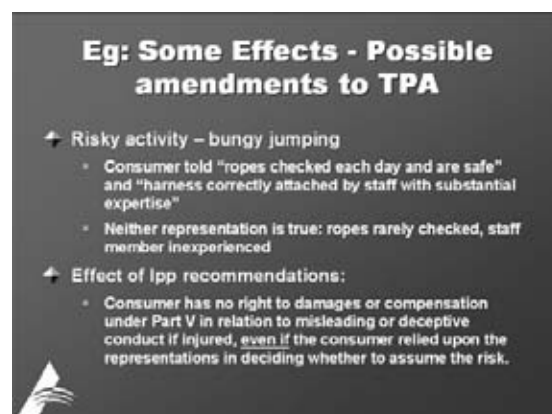 Eg: Some Effects - Possible
amendments to TPA
Risky activity – bungy jumping
Consumer told “ropes checked each day and are safe”
and “harness correctly attached by staff with substantial
expertise”
Neither representation is true: ropes rarely checked, staff
member inexperienced
Effect of Ipp recommendations:
Consumer has no right to damages or compensation
under Part V in relation to misleading or deceptive
conduct if injured, even if the consumer relied upon the
representations in deciding whether to assume the risk.